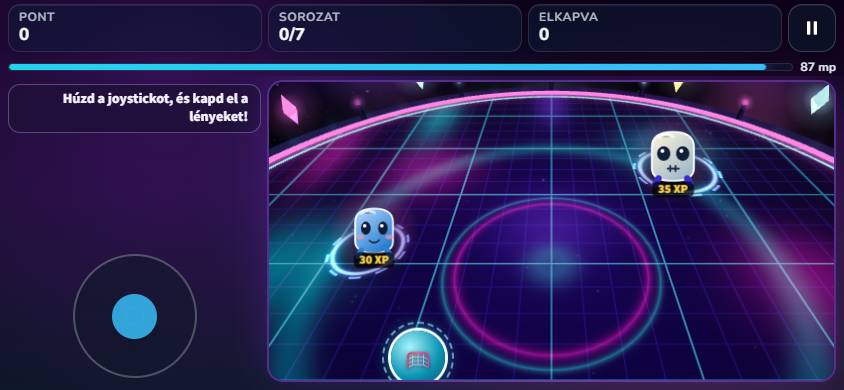 PONT
0
SOROZAT
0/7
ELKAPVA
0
87 mp
Húzd a joystickot, és kapd el a
lényeket!
35 XP
30 XP